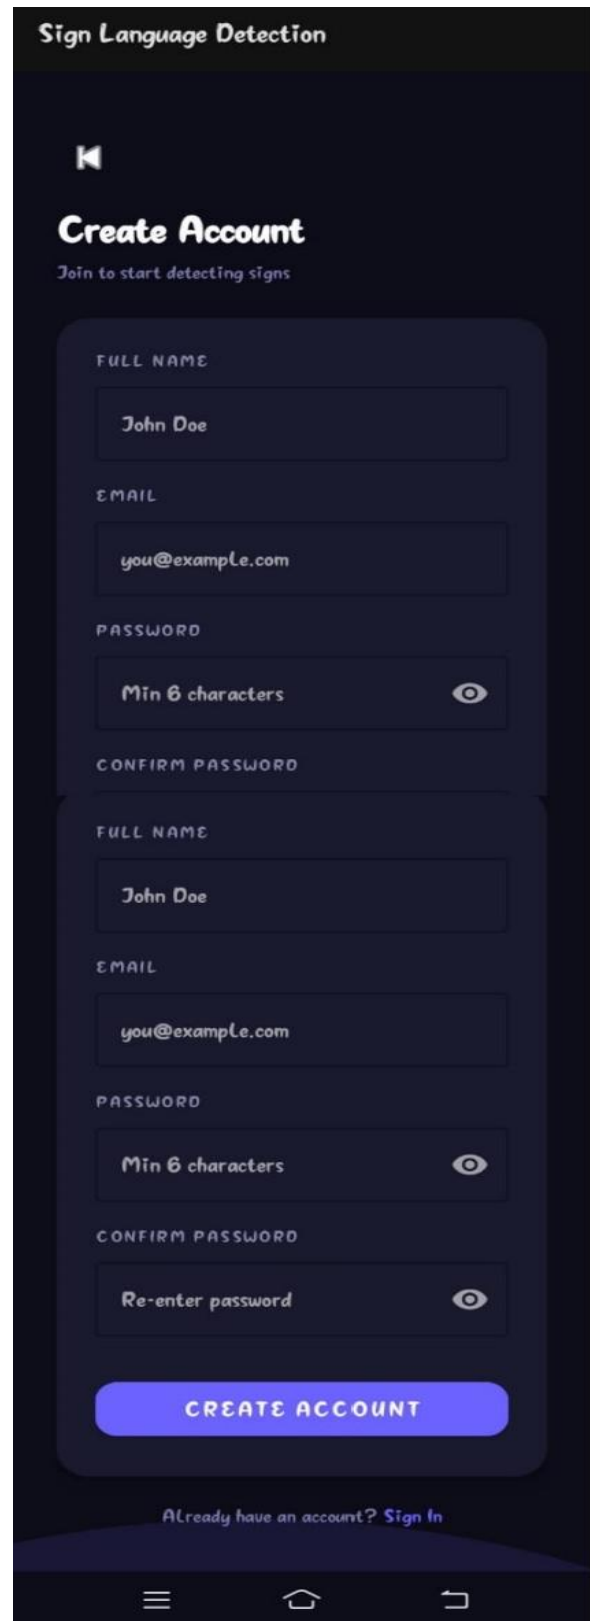 Sign Language Detection
Create Account
Join to start detecting signs
FULL NAME
John Doe
EMAIL
you@example.com
PASSWORD
Min 6 characters
CONFIRM PASSWORD
FULL NAME
John Doe
EMAIL
you@example.com
PASSWORD
Min 6 characters
CONFIRM PASSWORD
Re-enter password
CREATE ACCOUNT
Already have an account? Sign In